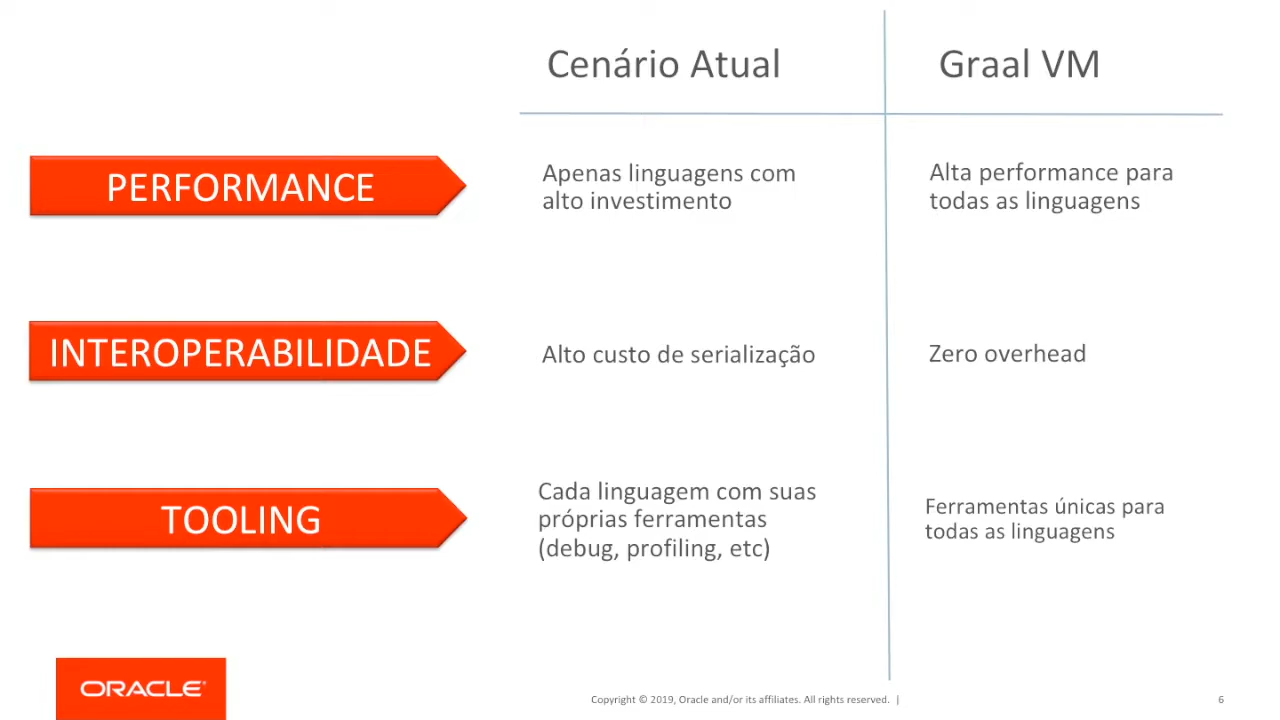 Cenário Atual
Graal VM
PERFORMANCE
Apenas linguagens com
alto investimento
Alta performance para
todas as linguagens
INTEROPERABILIDADE
Alto custo de serialização
Zero overhead
TOOLING
Cada linguagem com suas
próprias ferramentas
(debug, profiling, etc)
Ferramentas únicas para
todas as linguagens
ORACLE®
Copyright © 2019, Oracle and/or its affiliates. All rights reserved. |
6